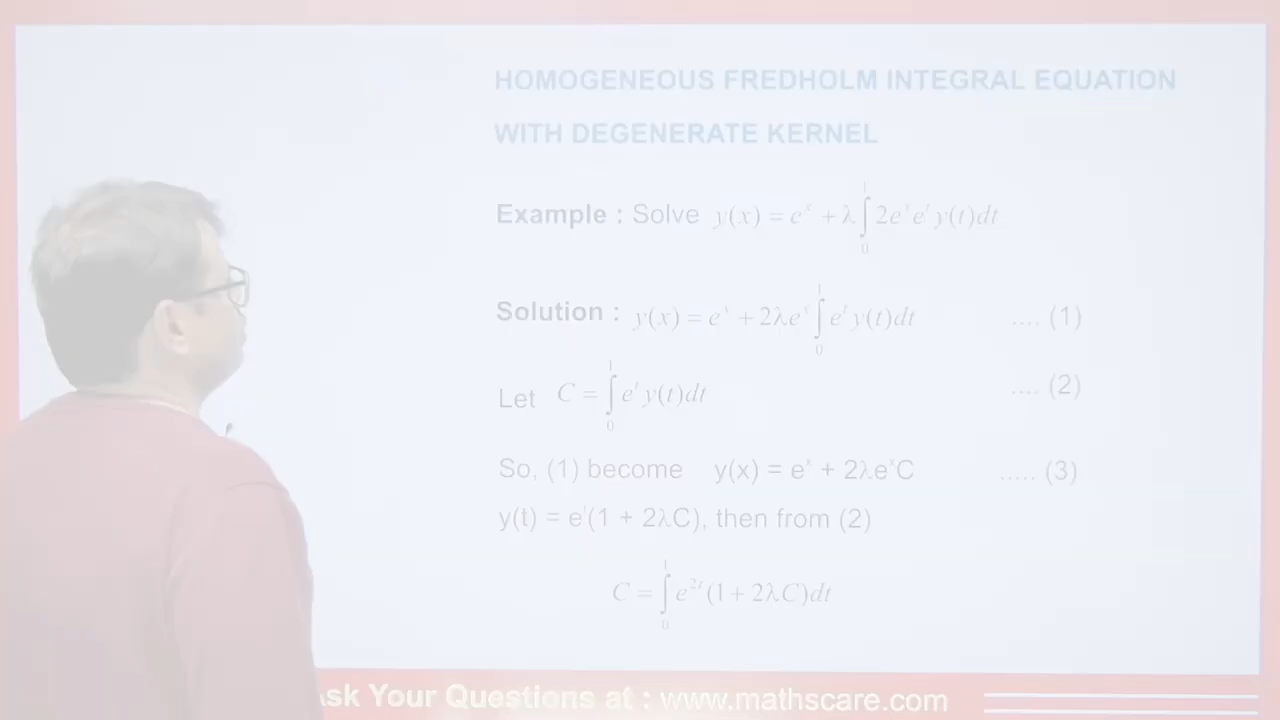 HOMOGENEOUS FREDHOLM INTEGRAL EQUATION
WITH DEGENERATE KERNEL
Example : Solve y(x) = e^x + λ∫₀¹ 2e^x e^t y(t)dt
Solution : y(x) = e^x + 2λe^x ∫₀¹ e^t y(t)dt .... (1)
Let C = ∫₀¹ e^t y(t)dt .... (2)
So, (1) become y(x) = e^x + 2λe^xC ..... (3)
y(t) = e^t(1 + 2λC), then from (2)
C = ∫₀¹ e^{2t}(1 + 2λC)dt
Ask Your Questions at : www.mathscare.com